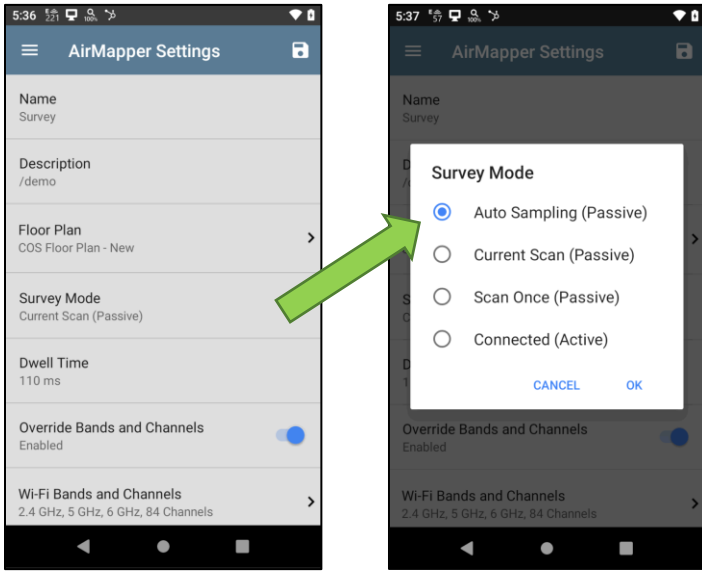 5:36 221 100%
AirMapper Settings
Name
Survey
Description
/demo
Floor Plan
COS Floor Plan - New
Survey Mode
Current Scan (Passive)
Dwell Time
110 ms
Override Bands and Channels
Enabled
Wi-Fi Bands and Channels
2.4 GHz, 5 GHz, 6 GHz, 84 Channels
5:37 57 100%
AirMapper Settings
Name
Survey
Survey Mode
Auto Sampling (Passive)
Current Scan (Passive)
Scan Once (Passive)
Connected (Active)
CANCEL OK
Override Bands and Channels
Enabled
Wi-Fi Bands and Channels
2.4 GHz, 5 GHz, 6 GHz, 84 Channels